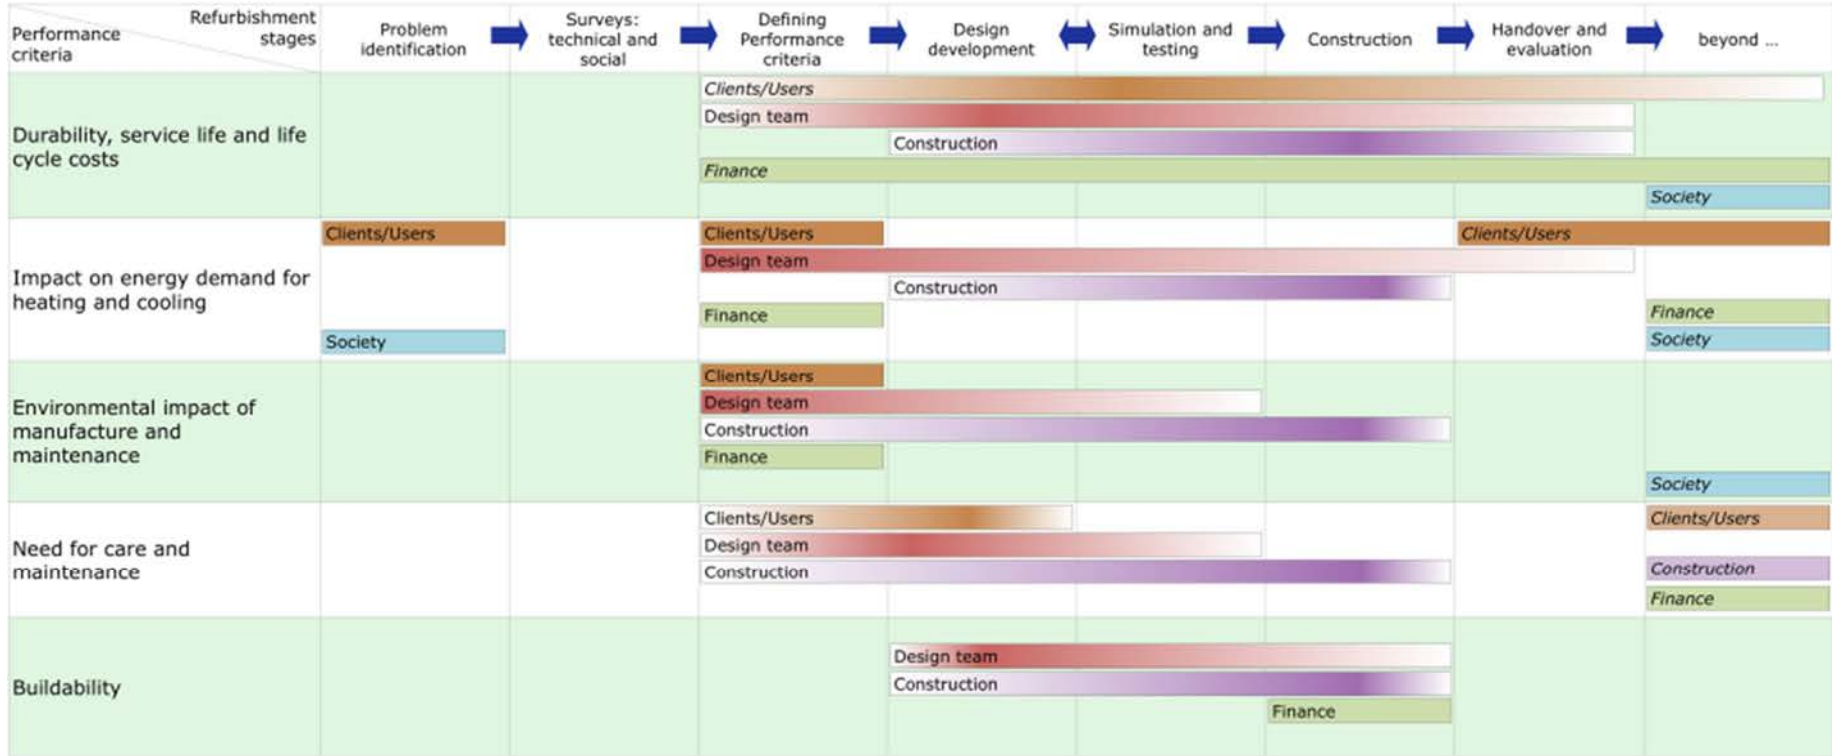 Refurbishment
stages
Performance
criteria
Problem
identification
Surveys:
technical and
social
Defining
Performance
criteria
Design
development
Simulation and
testing
Construction
Handover and
evaluation
beyond ...
Durability, service life and life
cycle costs
Clients/Users
Design team
Construction
Finance
Society
Impact on energy demand for
heating and cooling
Clients/Users
Clients/Users
Clients/Users
Design team
Construction
Finance
Finance
Society
Society
Environmental impact of
manufacture and
maintenance
Clients/Users
Design team
Construction
Finance
Society
Need for care and
maintenance
Clients/Users
Clients/Users
Design team
Construction
Construction
Finance
Buildability
Design team
Construction
Finance